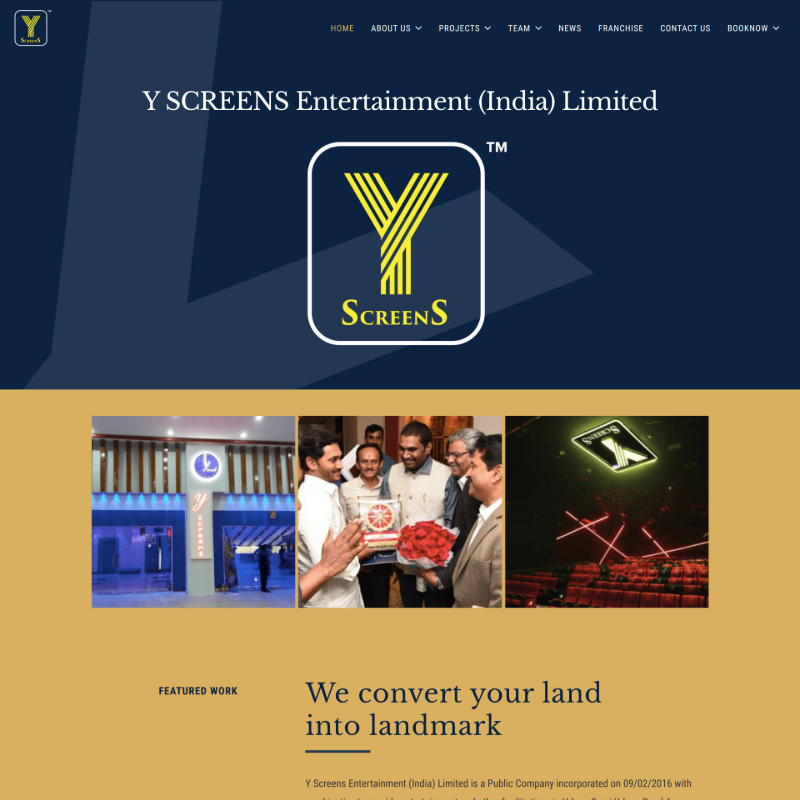 Y
SCREENS
™
HOME
ABOUT US
PROJECTS
TEAM
NEWS
FRANCHISE
CONTACT US
BOOKNOW
Y SCREENS Entertainment (India) Limited
TM
Y
SCREENS
Y
Screens
SCREENS
Y
FEATURED WORK
We convert your land
into landmark
Y Screens Entertainment (India) Limited is a Public Company incorporated on 09/02/2016 with